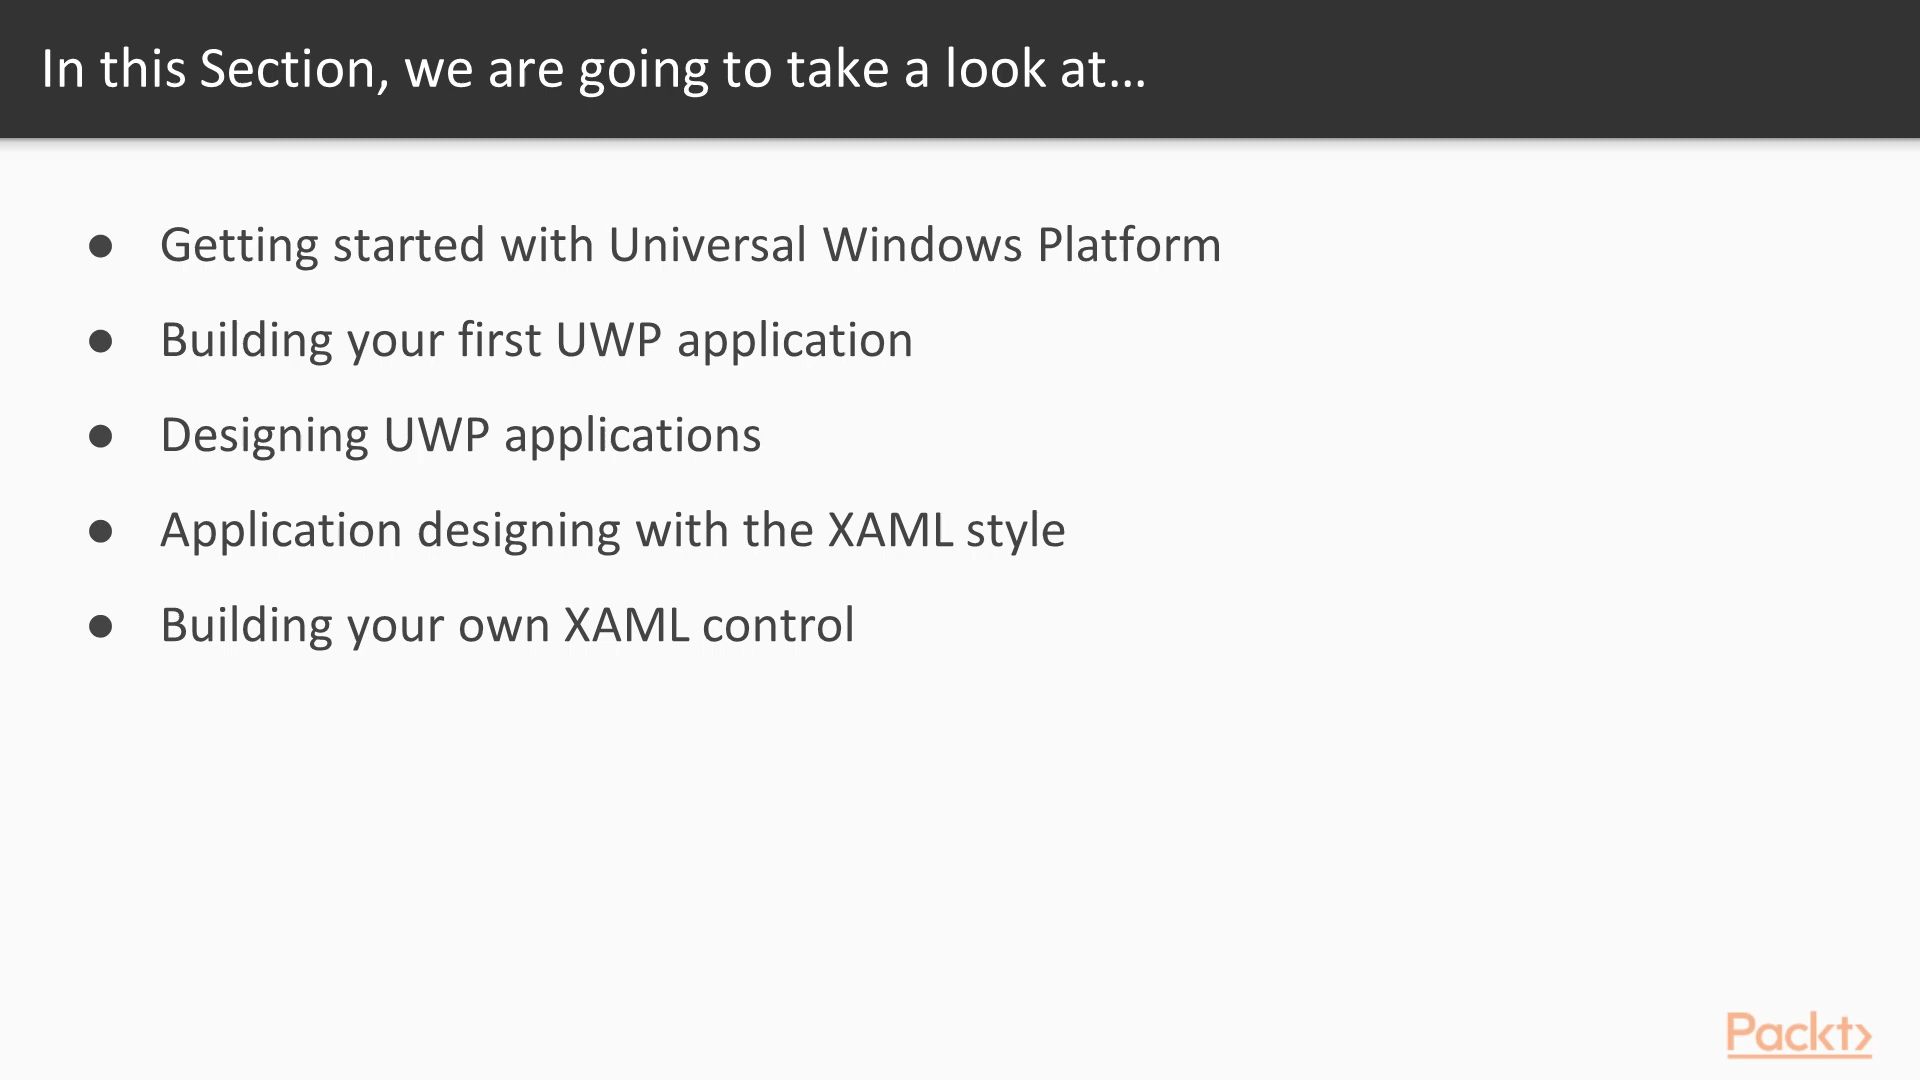 In this Section, we are going to take a look at...
● Getting started with Universal Windows Platform
● Building your first UWP application
● Designing UWP applications
● Application designing with the XAML style
● Building your own XAML control
Packt>